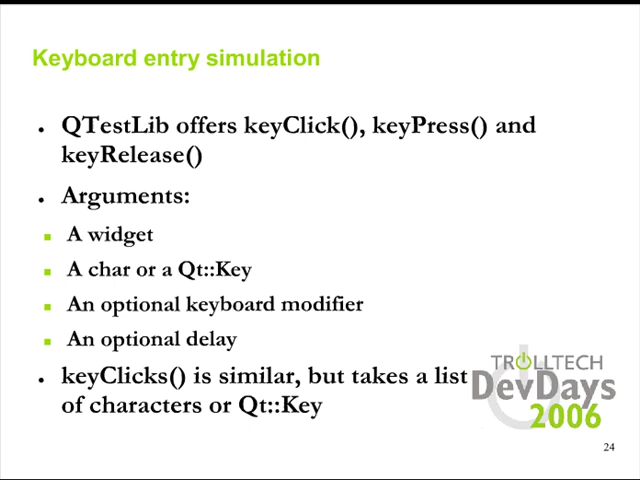 Keyboard entry simulation
• QTestLib offers keyClick(), keyPress() and
keyRelease()
• Arguments:
▪ A widget
▪ A char or a Qt::Key
▪ An optional keyboard modifier
▪ An optional delay
• keyClicks() is similar, but takes a list
of characters or Qt::Key
TROLLTECH
DevDays
2006
24